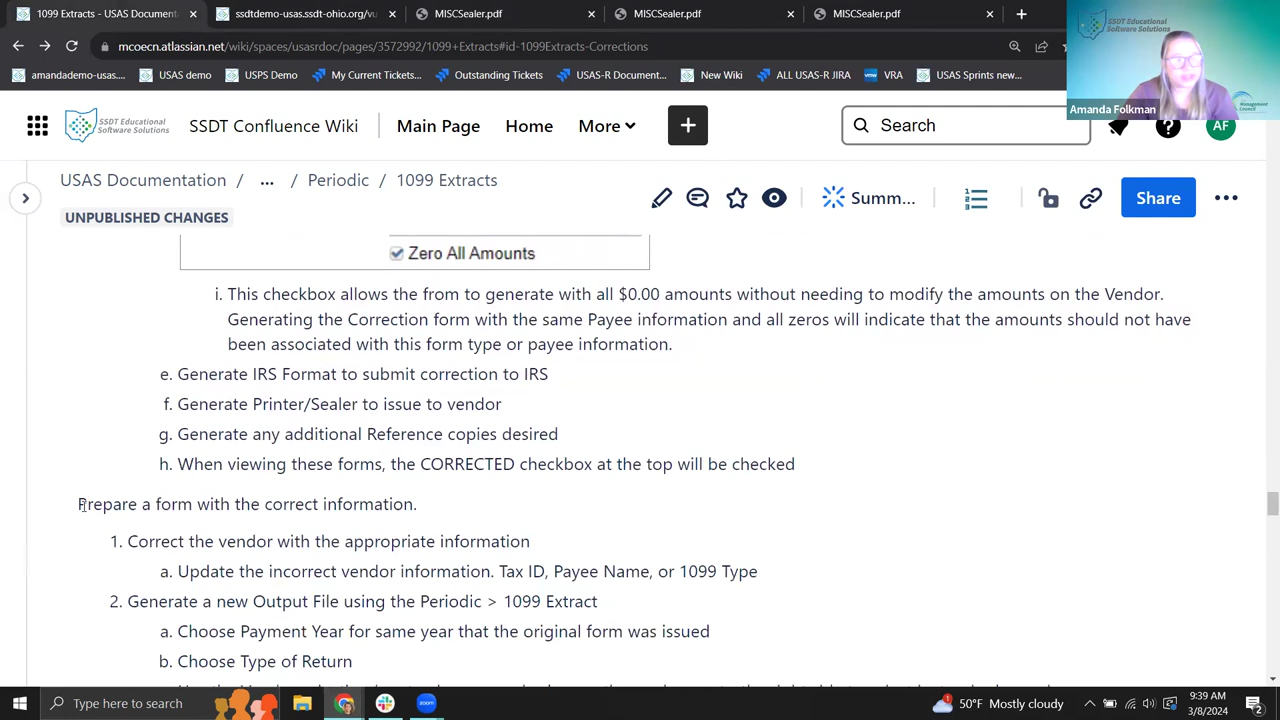 1099 Extracts - USAS Documenta
ssdtdemo-usas.ssdt-ohio.org/vu
MISCSealer.pdf
MISCSealer.pdf
MISCSealer.pdf
mcoecn.atlassian.net/wiki/spaces/usasrdoc/pages/3572992/1099+Extracts#id-1099Extracts-Corrections
amandademo-usas...
USAS demo
USPS Demo
My Current Tickets...
Outstanding Tickets
USAS-R Document...
New Wiki
ALL USAS-R JIRA
vmw
VRA
USAS Sprints new...
SSDT Educational
Software Solutions
Amanda Folkman
Management
Council
SSDT Educational
Software Solutions
SSDT Confluence Wiki
Main Page
Home
More
Search
AF
USAS Documentation / ... / Periodic / 1099 Extracts
UNPUBLISHED CHANGES
Summ...
Share
Zero All Amounts
i. This checkbox allows the from to generate with all $0.00 amounts without needing to modify the amounts on the Vendor.
Generating the Correction form with the same Payee information and all zeros will indicate that the amounts should not have
been associated with this form type or payee information.
e. Generate IRS Format to submit correction to IRS
f. Generate Printer/Sealer to issue to vendor
g. Generate any additional Reference copies desired
h. When viewing these forms, the CORRECTED checkbox at the top will be checked
Prepare a form with the correct information.
1. Correct the vendor with the appropriate information
a. Update the incorrect vendor information. Tax ID, Payee Name, or 1099 Type
2. Generate a new Output File using the Periodic > 1099 Extract
a. Choose Payment Year for same year that the original form was issued
b. Choose Type of Return
Type here to search
50°F Mostly cloudy
9:39 AM
3/8/2024
2